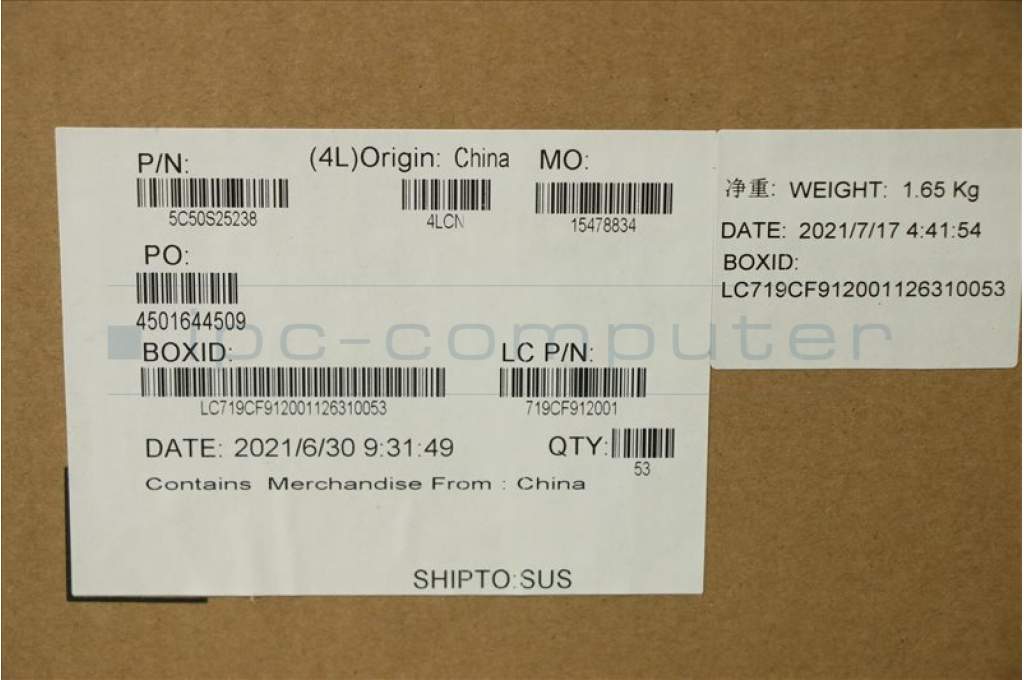 P/N: (4L)Origin: China MO:
5C50S25238 4LCN 15478834
PO:
4501644509
BOXID: LC P/N:
LC719CF912001126310053 719CF912001
DATE: 2021/6/30 9:31:49 QTY:
53
Contains Merchandise From : China
SHIPTO:SUS
净重: WEIGHT: 1.65 Kg
DATE: 2021/7/17 4:41:54
BOXID:
LC719CF912001126310053
ipc-computer